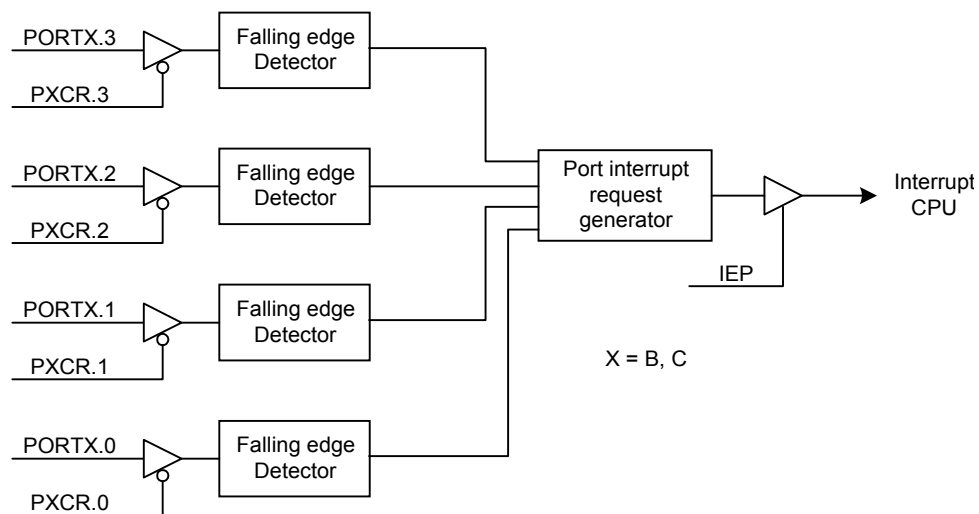 PORTX.3
Falling edge
Detector
PXCR.3
PORTX.2
Falling edge
Detector
PXCR.2
Port interrupt
request
generator
Interrupt
CPU
IEP
PORTX.1
Falling edge
Detector
PXCR.1
X = B, C
PORTX.0
Falling edge
Detector
PXCR.0